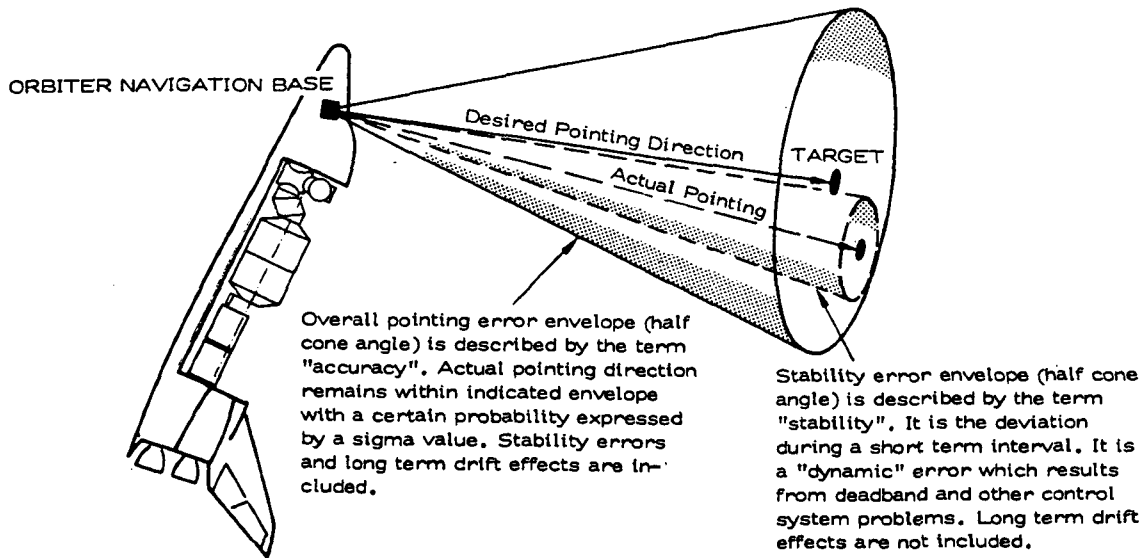 ORBITER NAVIGATION BASE
Desired Pointing Direction
TARGET
Actual Pointing
Overall pointing error envelope (half
cone angle) is described by the term
"accuracy". Actual pointing direction
remains within indicated envelope
with a certain probability expressed
by a sigma value. Stability errors
and long term drift effects are in-
cluded.
Stability error envelope (half cone
angle) is described by the term
"stability". It is the deviation
during a short term interval. It is
a "dynamic" error which results
from deadband and other control
system problems. Long term drift
effects are not included.